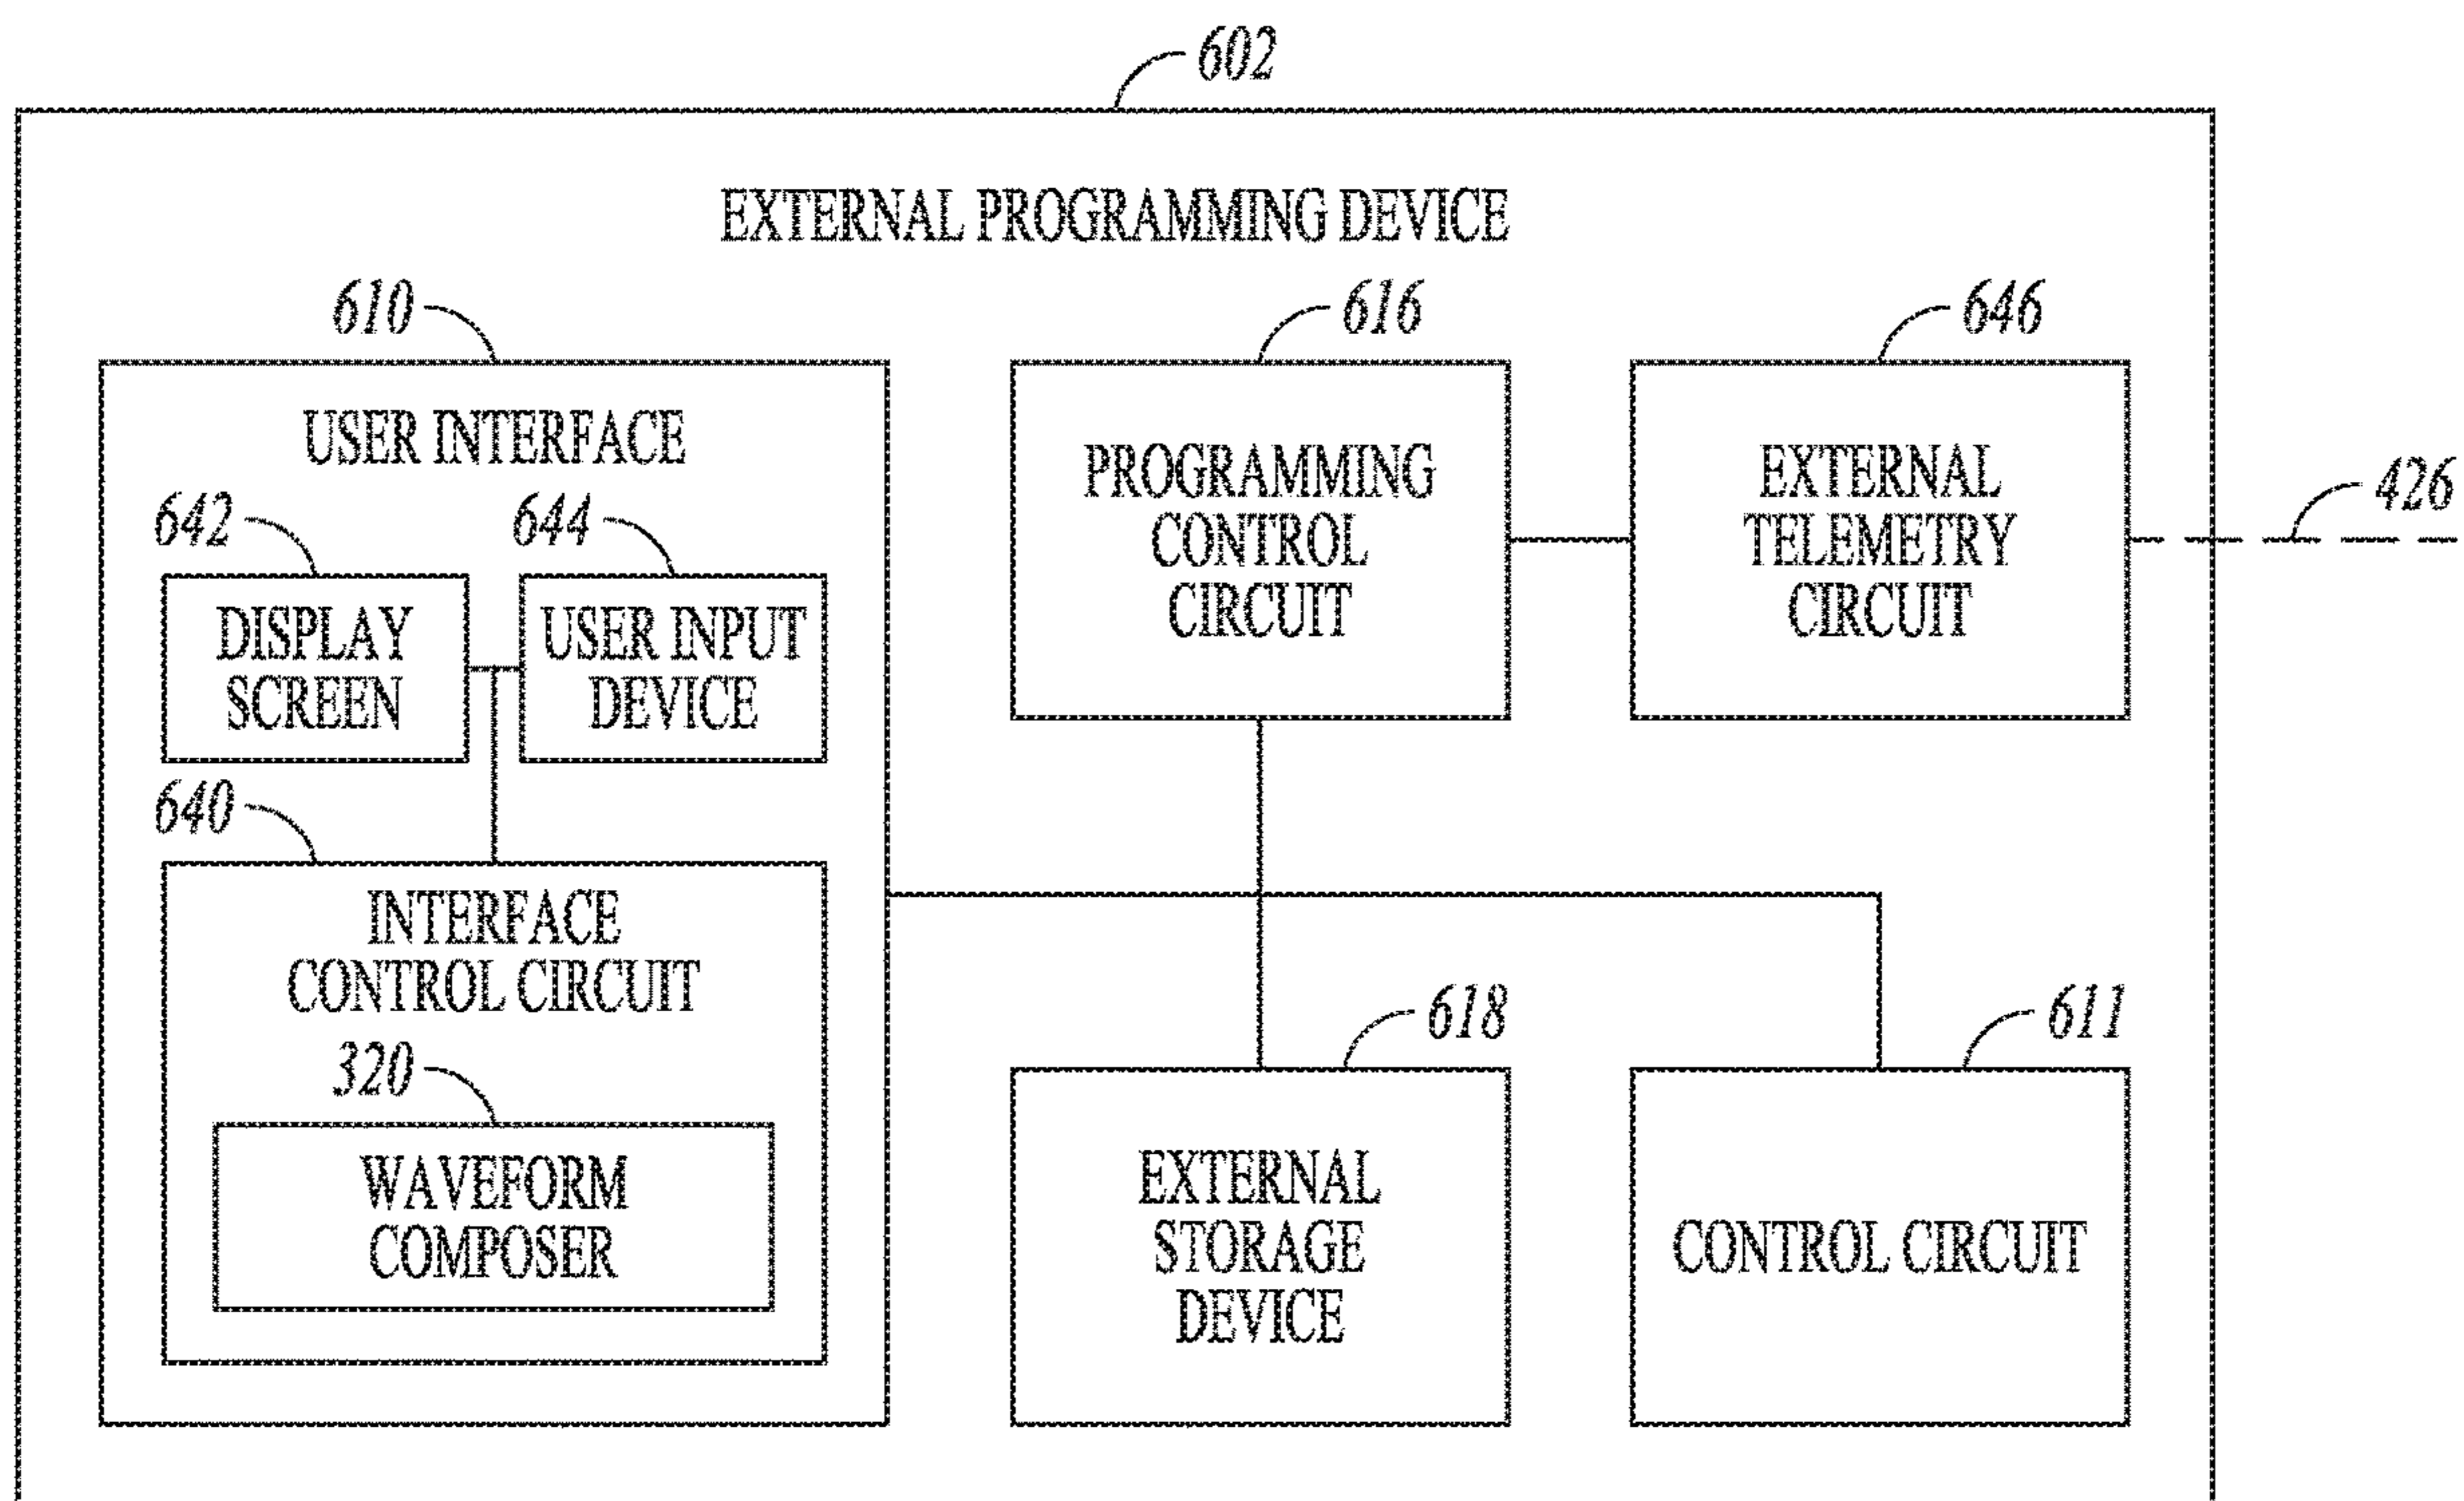 602
EXTERNAL PROGRAMMING DEVICE
610
USER INTERFACE
642
644
DISPLAY
SCREEN
USER INPUT
DEVICE
640
INTERFACE
CONTROL CIRCUIT
320
WAVEFORM
COMPOSER
616
PROGRAMMING
CONTROL
CIRCUIT
646
EXTERNAL
TELEMETRY
CIRCUIT
426
618
EXTERNAL
STORAGE
DEVICE
611
CONTROL CIRCUIT